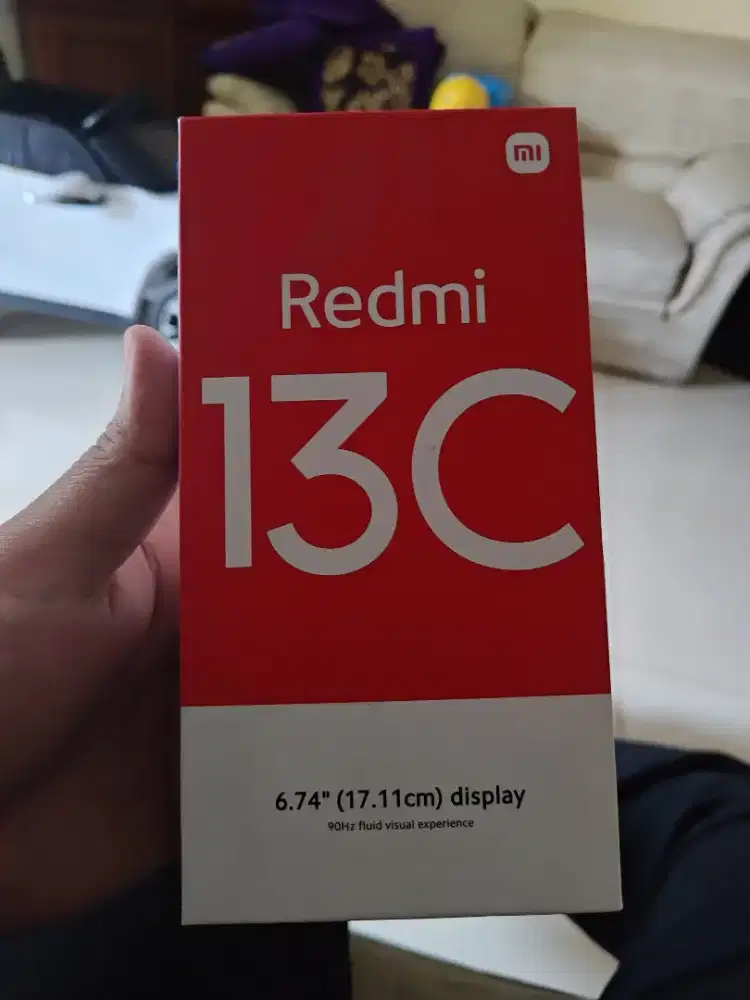 mi
Redmi
13C
6.74" (17.11cm) display
90Hz fluid visual experience